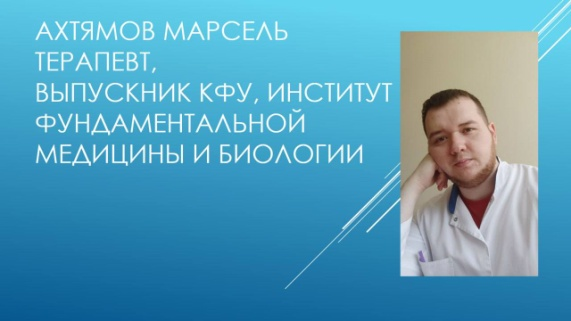 АХТЯМОВ МАРСЕЛЬ
ТЕРАПЕВТ,
ВЫПУСКНИК КФУ, ИНСТИТУТ
ФУНДАМЕНТАЛЬНОЙ
МЕДИЦИНЫ И БИОЛОГИИ